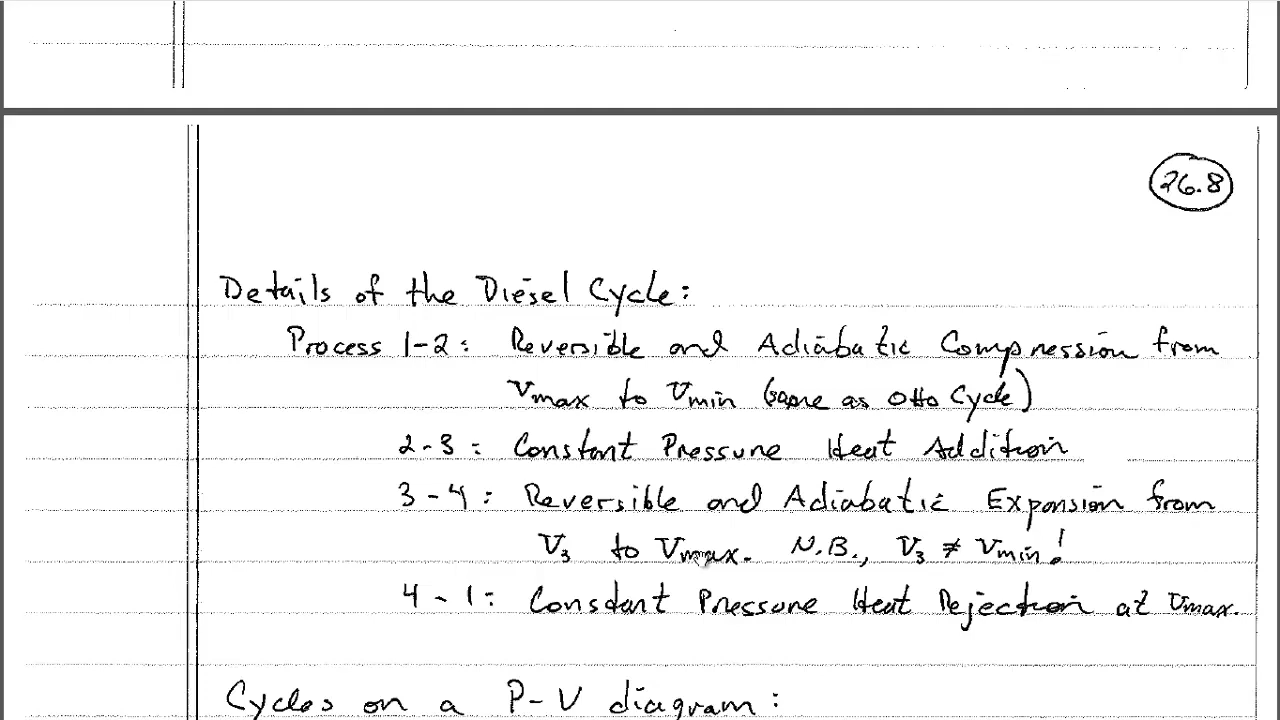 26.8
Details of the Diesel Cycle:
Process 1-2: Reversible and Adiabatic Compression from
Vmax to Vmin (same as Otto Cycle)
2-3: Constant Pressure Heat Addition
3-4: Reversible and Adiabatic Expansion from
V3 to Vmax. N.B., V3 ≠ Vmin!
4-1: Constant Pressure Heat Rejection at Vmax.
Cycles on a P-V diagram: